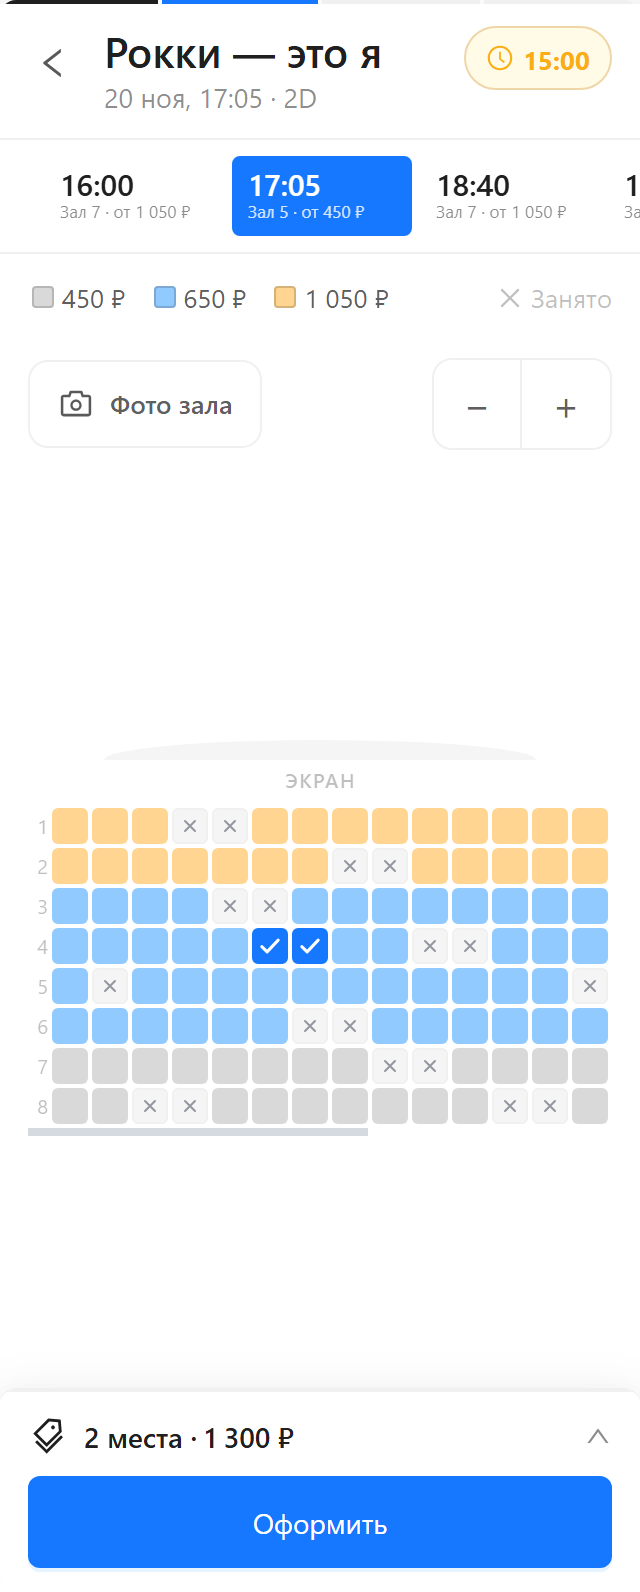 Рокки — это я
15:00
20 ноя, 17:05 · 2D
16:00
Зал 7 · от 1 050 ₽
17:05
Зал 5 · от 450 ₽
18:40
Зал 7 · от 1 050 ₽
450 ₽
650 ₽
1 050 ₽
Занято
Фото зала
− +
ЭКРАН
1
2
3
4
5
6
7
8
2 места · 1 300 ₽
Оформить